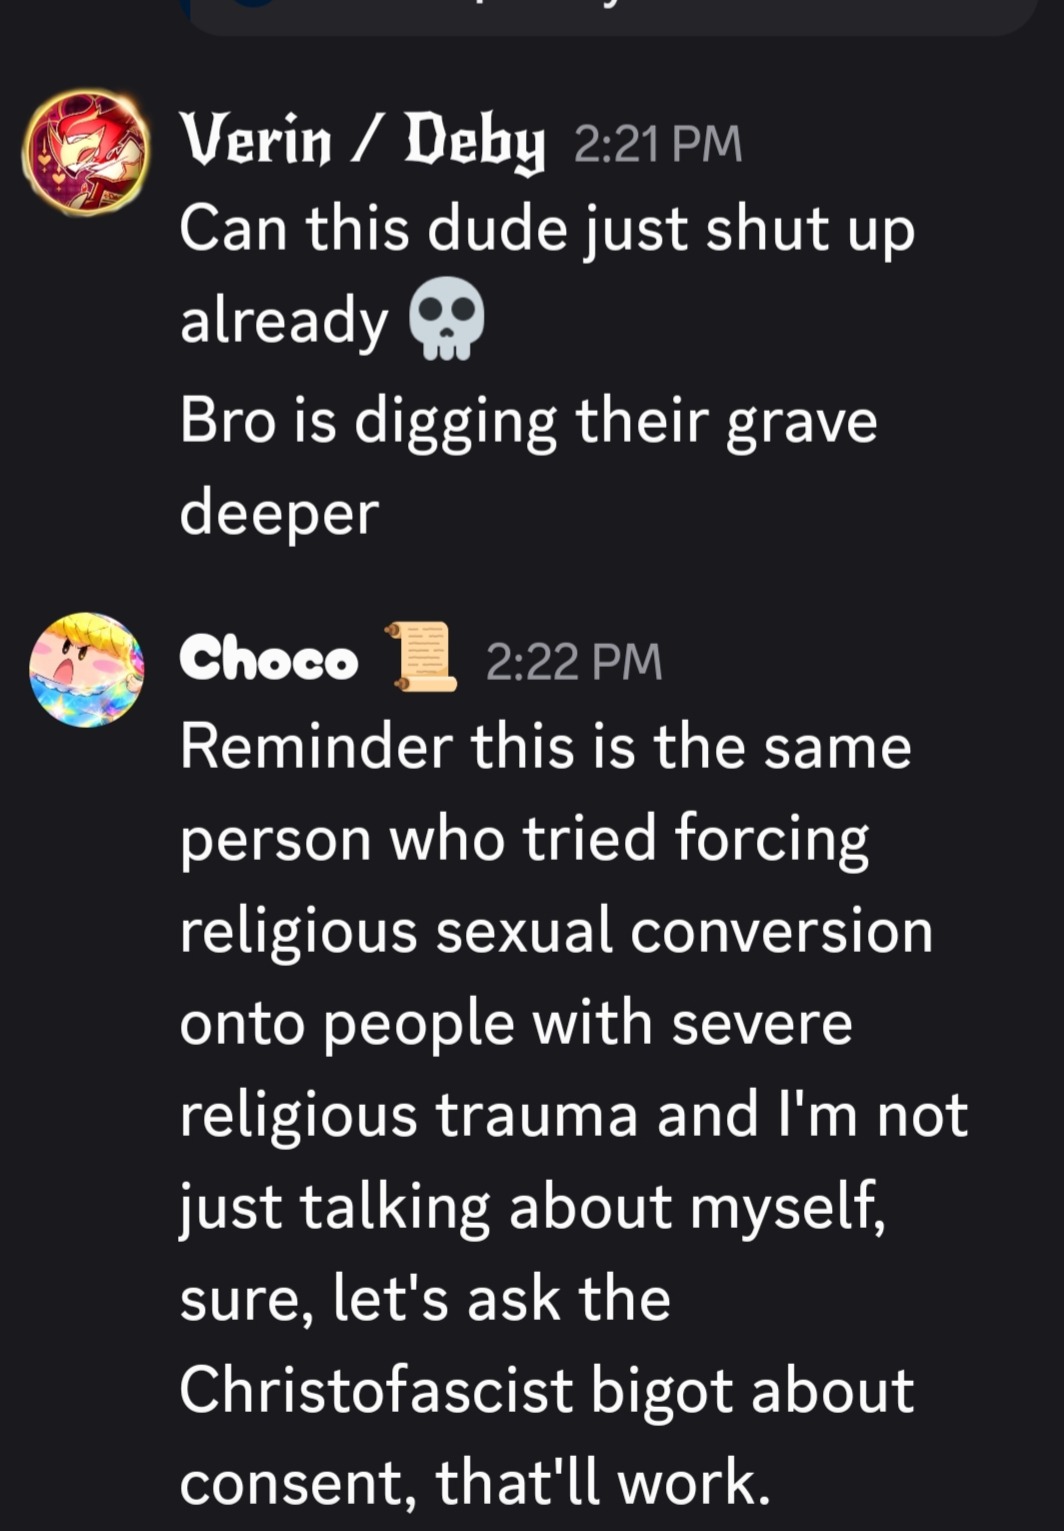 Verin / Deby 2:21 PM
Can this dude just shut up
already 💀
Bro is digging their grave
deeper
Choco 📜 2:22 PM
Reminder this is the same
person who tried forcing
religious sexual conversion
onto people with severe
religious trauma and I'm not
just talking about myself,
sure, let's ask the
Christofascist bigot about
consent, that'll work.